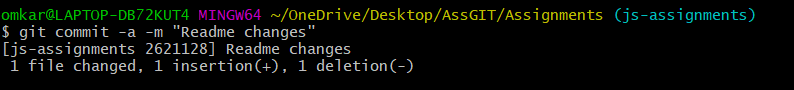 omkar@LAPTOP-DB72KUT4 MINGW64 ~/OneDrive/Desktop/AssGIT/Assignments (js-assignments)
$ git commit -a -m "Readme changes"
[js-assignments 2621128] Readme changes
 1 file changed, 1 insertion(+), 1 deletion(-)